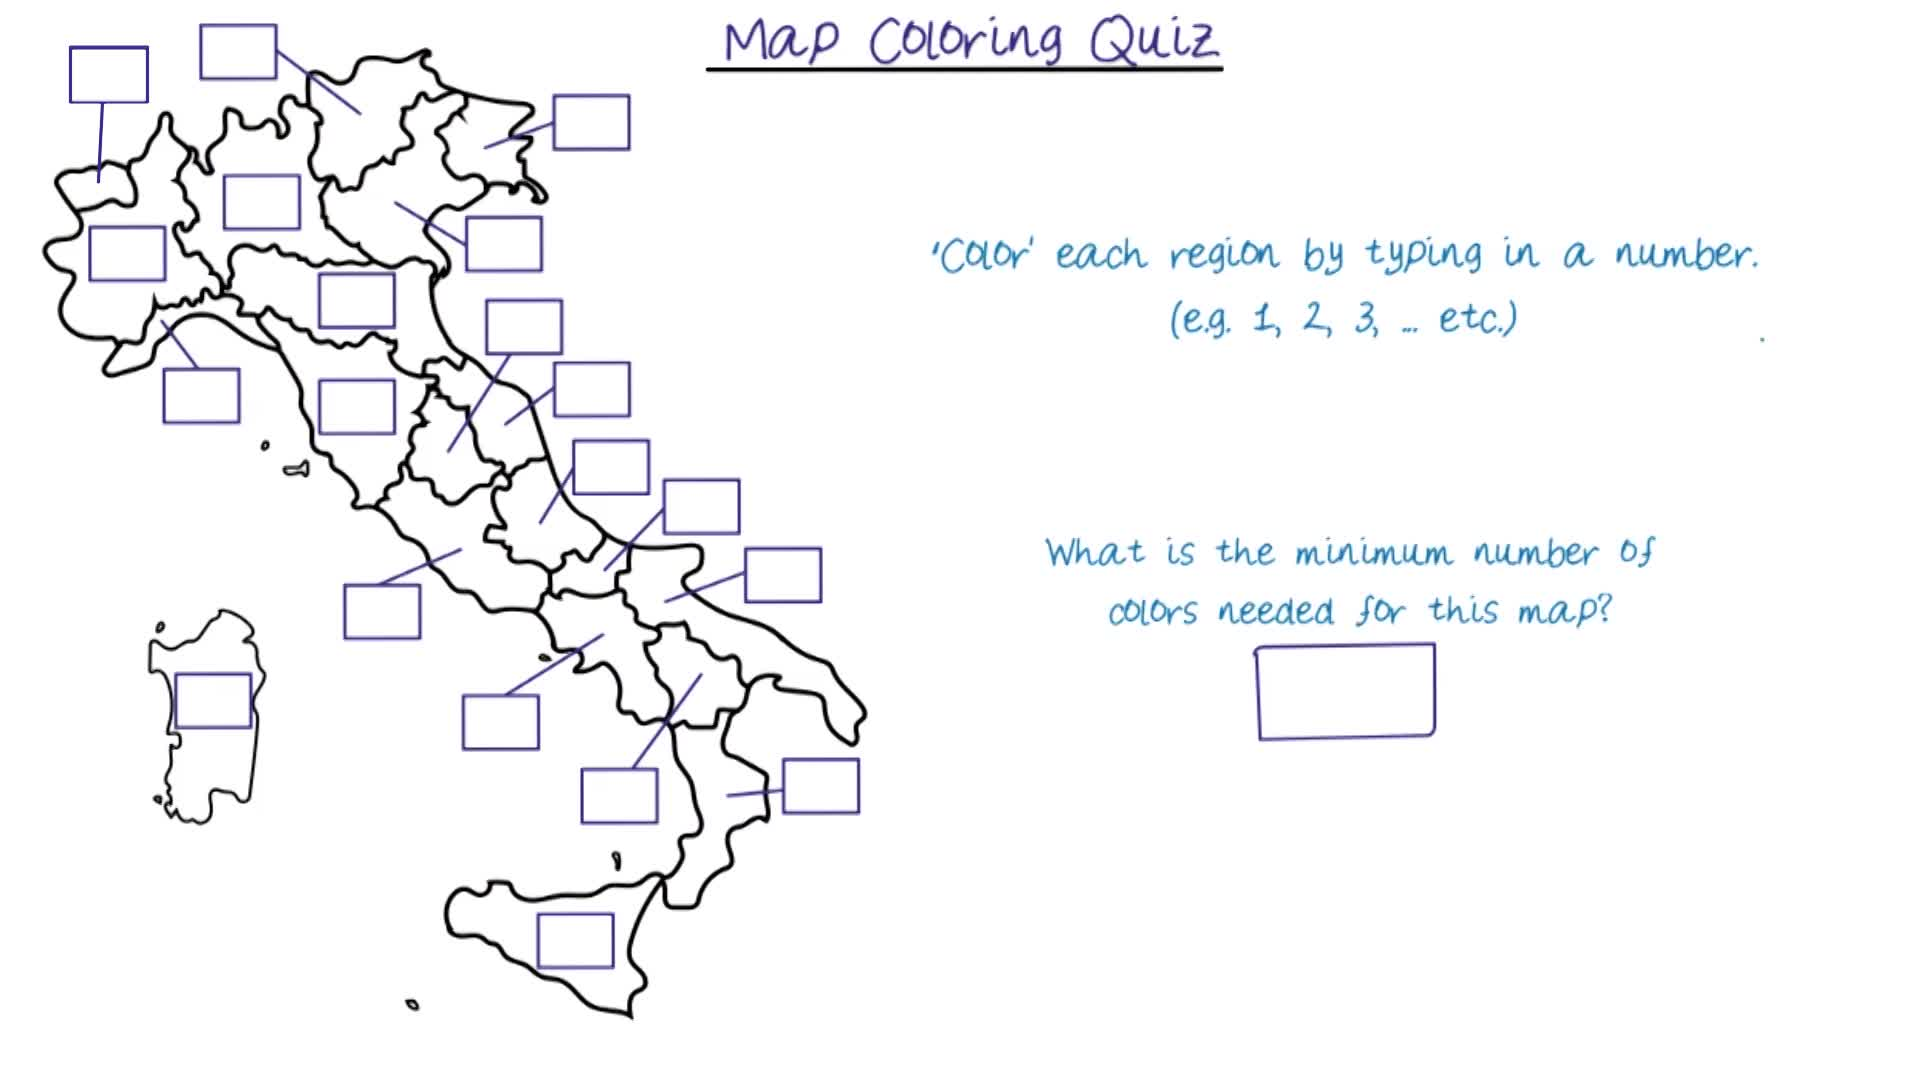 Map Coloring Quiz
'Color' each region by typing in a number.
(e.g. 1, 2, 3, ... etc.)
What is the minimum number of
colors needed for this map?